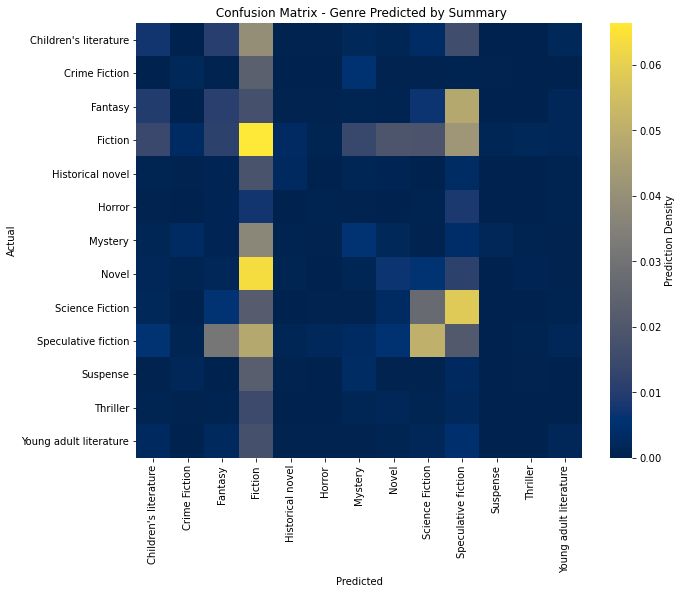 Confusion Matrix - Genre Predicted by Summary
Children's literature
Crime Fiction
Fantasy
Fiction
Historical novel
Horror
Mystery
Novel
Science Fiction
Speculative fiction
Suspense
Thriller
Young adult literature
Actual
Children's literature
Crime Fiction
Fantasy
Fiction
Historical novel
Horror
Mystery
Novel
Science Fiction
Speculative fiction
Suspense
Thriller
Young adult literature
Predicted
0.06
0.05
0.04
0.03
0.02
0.01
0.00
Prediction Density